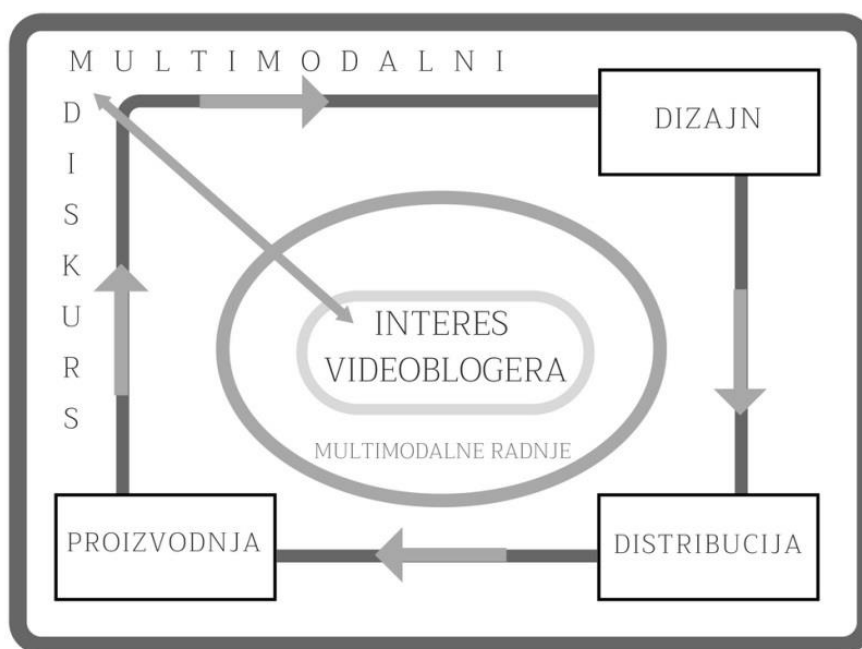 MULTIMODALNI
DISKURS
DIZAJN
INTERES
VIDEOBLOGERA
MULTIMODALNE RADNJE
PROIZVODNJA
DISTRIBUCIJA